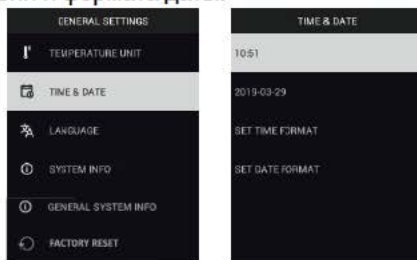 GENERAL SETTINGS
TEMPERATURE UNIT
TIME & DATE
LANGUAGE
SYSTEM INFO
GENERAL SYSTEM INFO
FACTORY RESET
TIME & DATE
10:51
2019-03-29
SET TIME FORMAT
SET DATE FORMAT